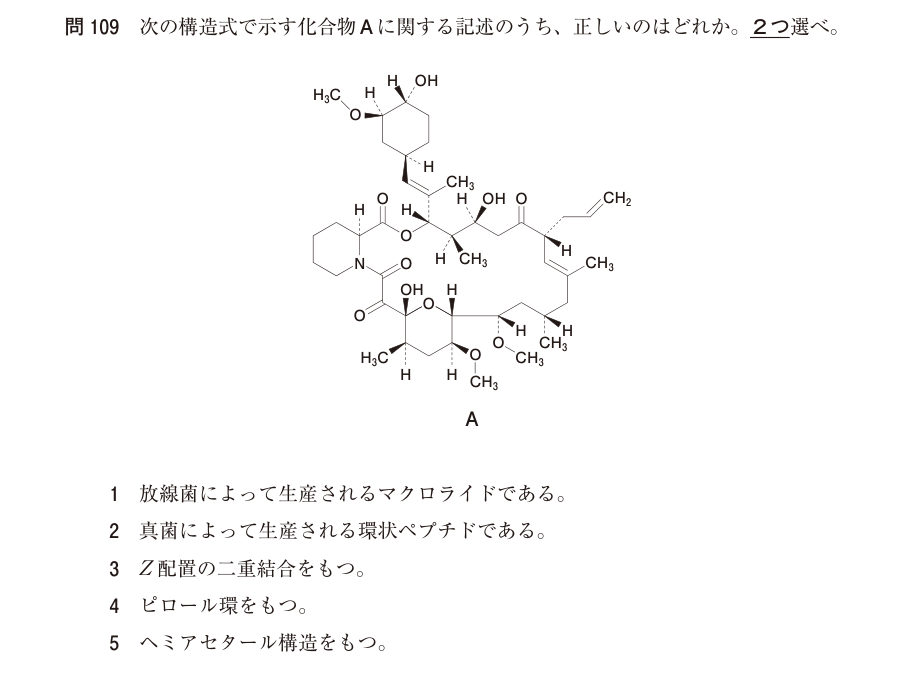 問 109 次の構造式で示す化合物 A に関する記述のうち、正しいのはどれか。２つ選べ。
H OH
H₃C H
O
H
CH₃
O H H OH O CH₂
H
O
H CH₃ H
N O CH₃
OH H
O O
H H
O CH₃
H₃C O CH₃
H H CH₃
A
1 放線菌によって生産されるマクロライドである。
2 真菌によって生産される環状ペプチドである。
3 Z 配置の二重結合をもつ。
4 ピロール環をもつ。
5 ヘミアセタール構造をもつ。